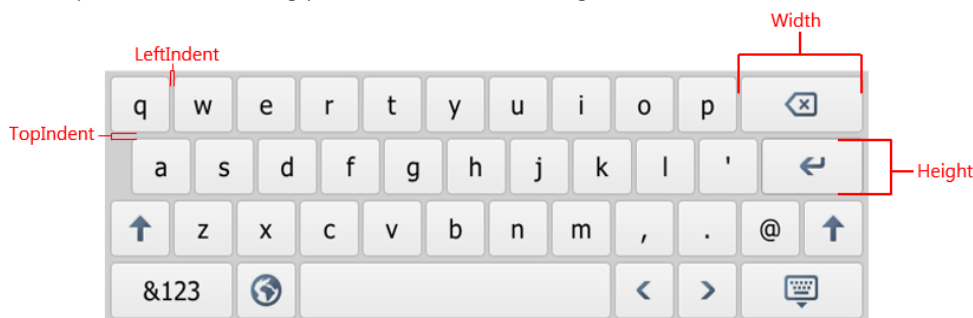 Width
LeftIndent
q w e r t y u i o p
TopIndent
a s d f g h j k l '
Height
z x c v b n m , . @
&123 < >